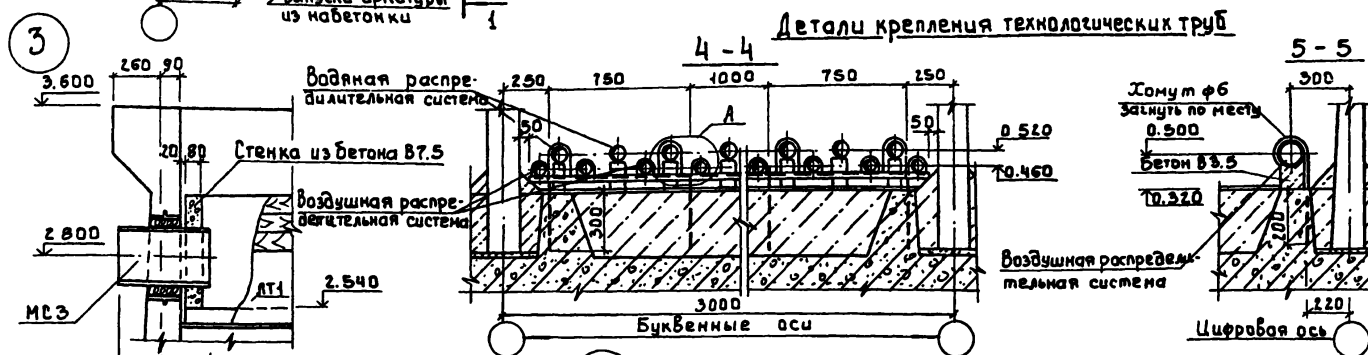 из набетонки
1
3
Детали крепления технологических труб
4 - 4
5 - 5
260 90
3.600
20 80
Стенка из бетона В7.5
2 800
МС3
ЛТ1
2.540
Водяная распре-
дилительная система
Воздушная распре-
делительная система
250 750 1000 750 250
50
А
50
0.520
0.460
300
3000
Буквенные оси
300
Хомут ф6
Загнуть по месту
0.500
Бетон В3.5
0.320
200
Воздушная распредели-
тельная система
220
Цифровая ось